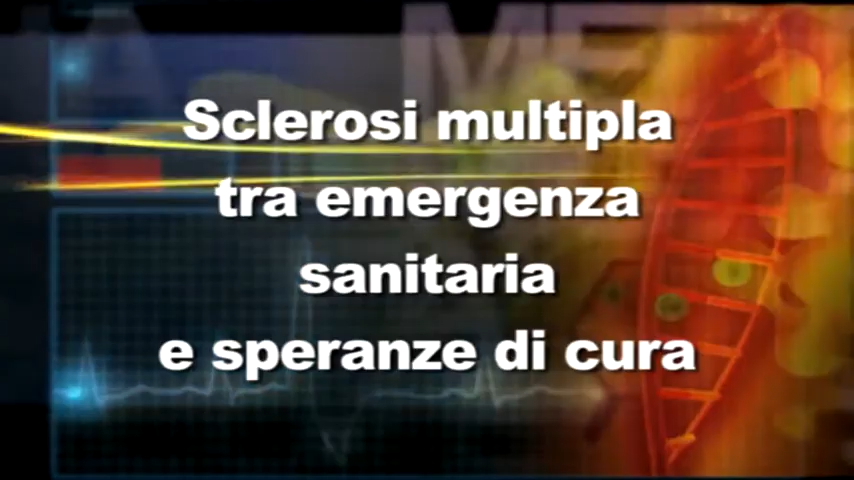 Sclerosi multipla
tra emergenza
sanitaria
e speranze di cura